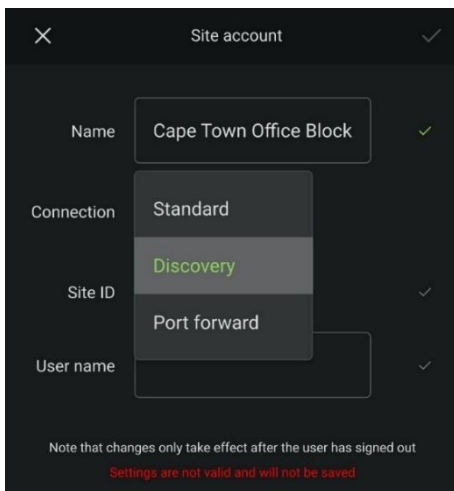 Site account
Name
Cape Town Office Block
Connection
Standard
Discovery
Site ID
Port forward
User name
Note that changes only take effect after the user has signed out
Settings are not valid and will not be saved